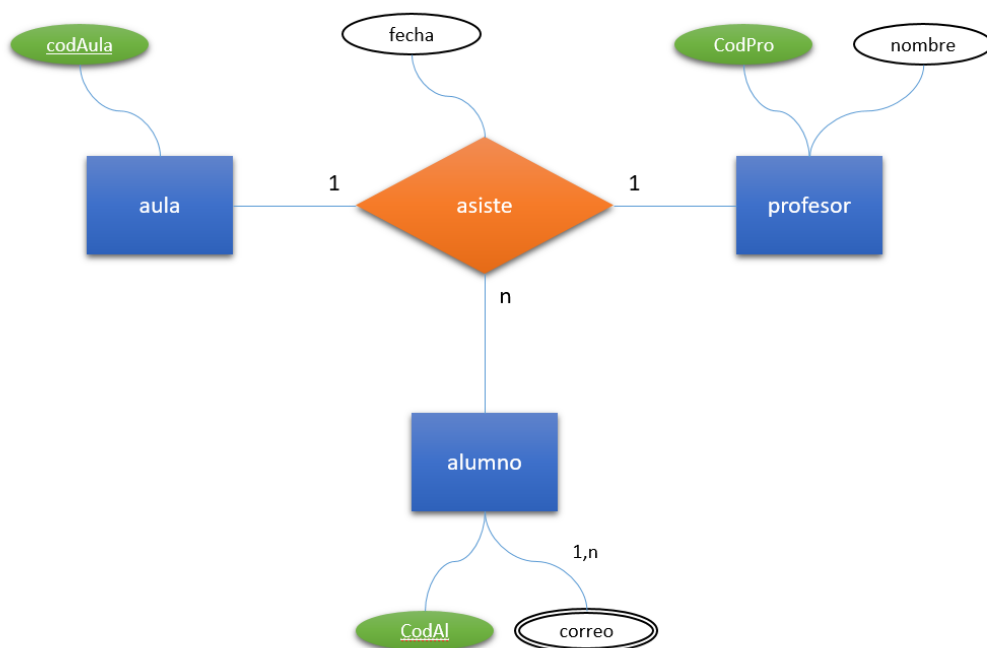 codAula
fecha
CodPro
nombre
aula
1
asiste
1
profesor
n
alumno
1,n
CodAl
correo